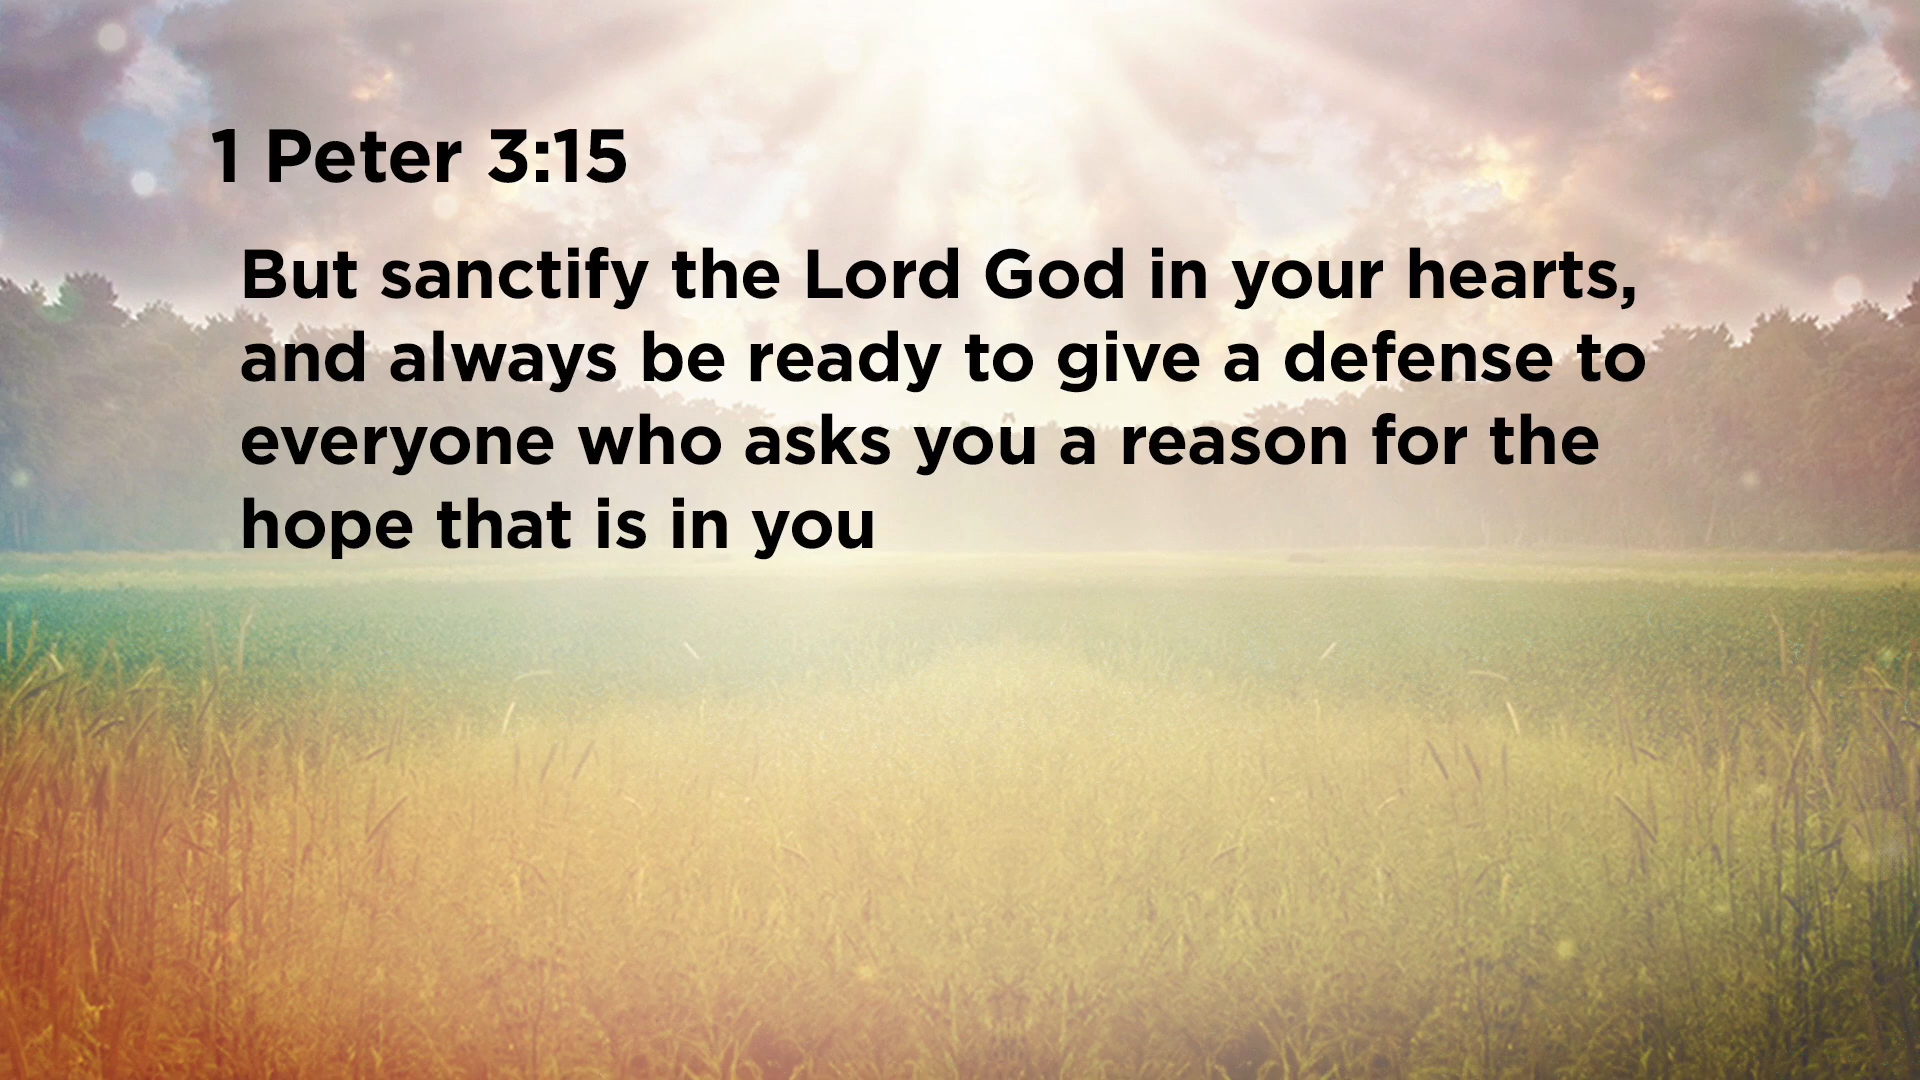 1 Peter 3:15
But sanctify the Lord God in your hearts,
and always be ready to give a defense to
everyone who asks you a reason for the
hope that is in you